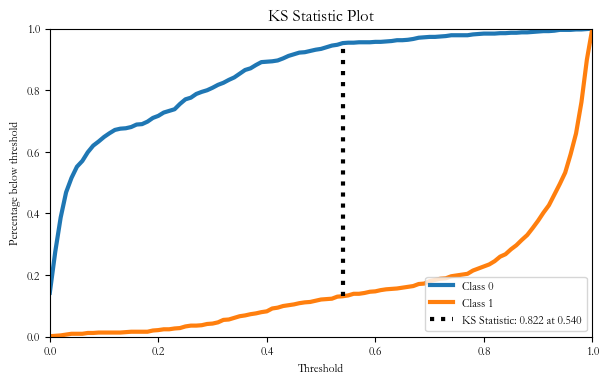 KS Statistic Plot
Percentage below threshold
1.0
0.8
0.6
0.4
0.2
0.0
0.0 0.2 0.4 0.6 0.8 1.0
Threshold
Class 0
Class 1
KS Statistic: 0.822 at 0.540